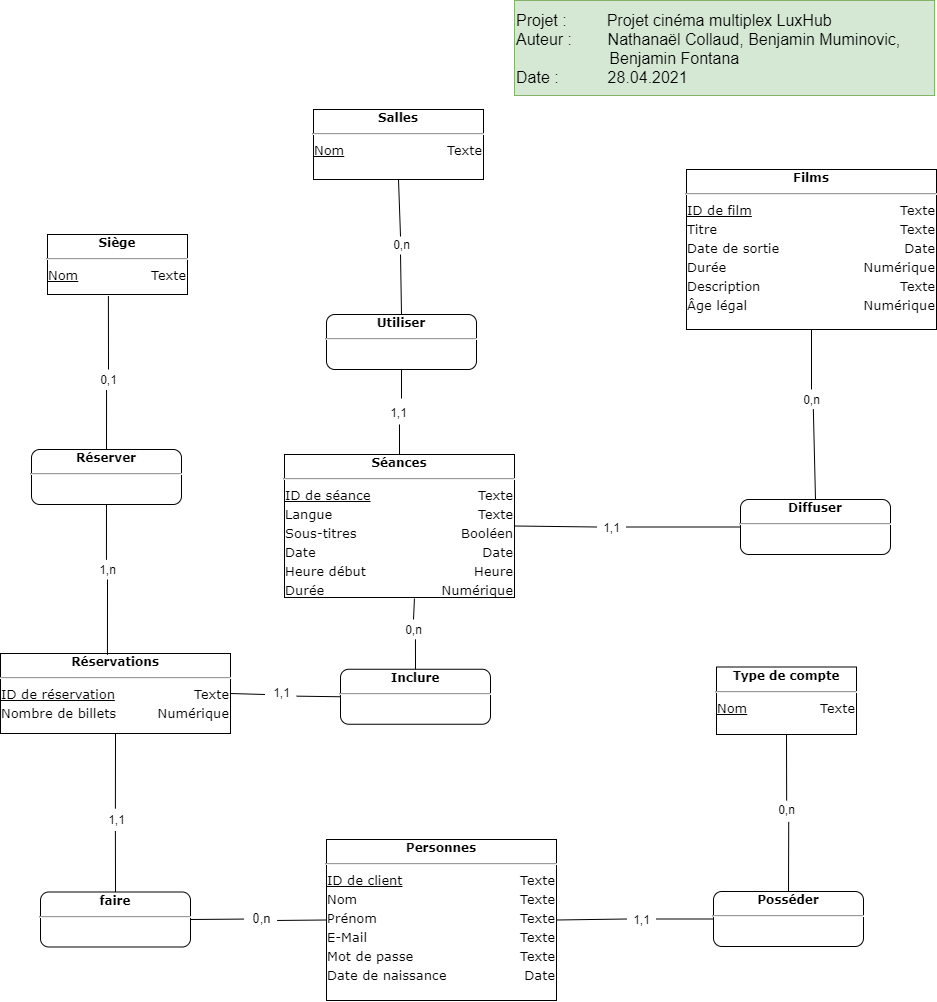 Projet : Projet cinéma multiplex LuxHub
Auteur : Nathanaël Collaud, Benjamin Muminovic,
Benjamin Fontana
Date : 28.04.2021
Salles
Nom Texte
0,n
Utiliser
1,1
Films
ID de film Texte
Titre Texte
Date de sortie Date
Durée Numérique
Description Texte
Âge légal Numérique
0,n
Diffuser
1,1
Siège
Nom Texte
0,1
Réserver
1,n
Séances
ID de séance Texte
Langue Texte
Sous-titres Booléen
Date Date
Heure début Heure
Durée Numérique
0,n
Inclure
1,1
Réservations
ID de réservation Texte
Nombre de billets Numérique
1,1
faire
0,n
Personnes
ID de client Texte
Nom Texte
Prénom Texte
E-Mail Texte
Mot de passe Texte
Date de naissance Date
1,1
Posséder
0,n
Type de compte
Nom Texte